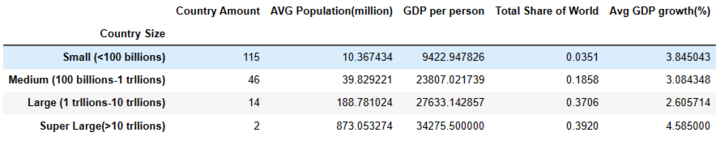 Country Amount AVG Population(million) GDP per person Total Share of World Avg GDP growth(%)
Country Size
Small (<100 billions) 115 10.367434 9422.947826 0.0351 3.845043
Medium (100 billions-1 trllions) 46 39.829221 23807.021739 0.1858 3.084348
Large (1 trllions-10 trllions) 14 188.781024 27633.142857 0.3706 2.605714
Super Large(>10 trllions) 2 873.053274 34275.500000 0.3920 4.585000